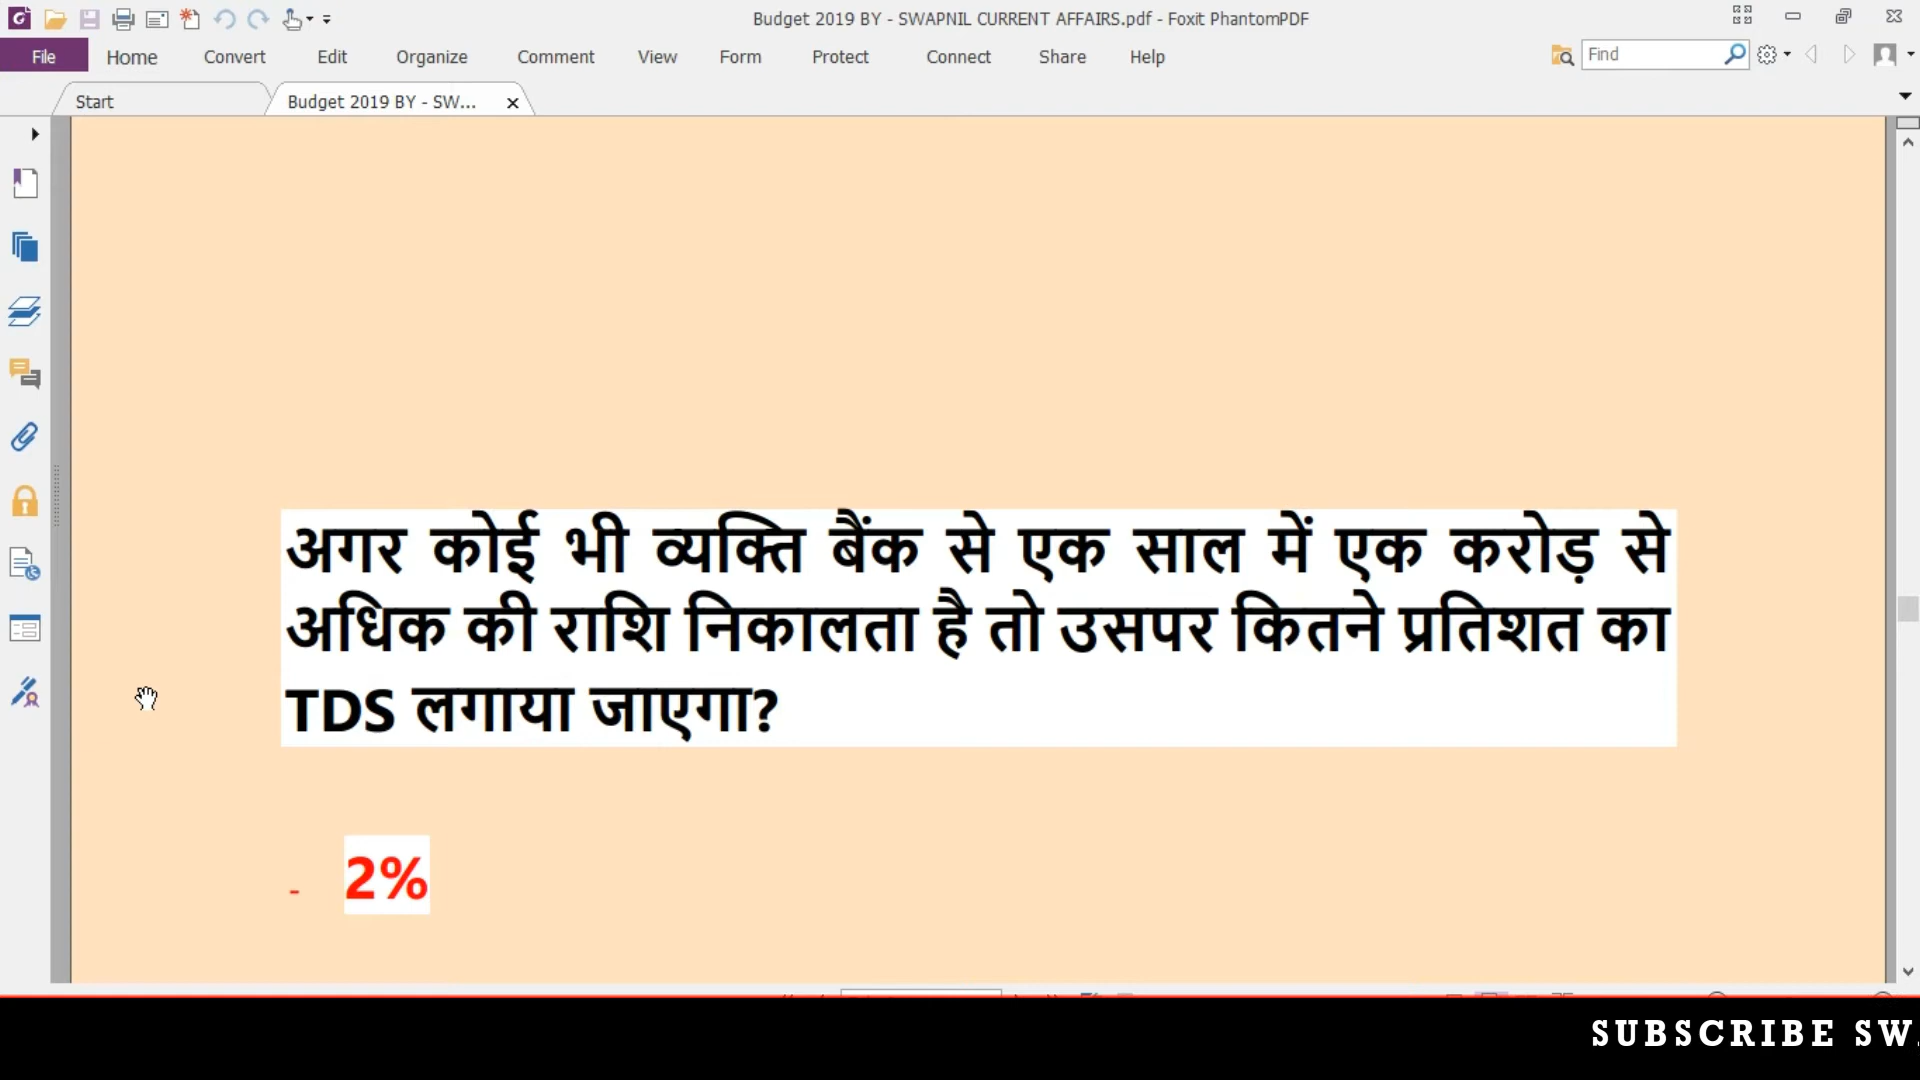 Budget 2019 BY - SWAPNIL CURRENT AFFAIRS.pdf - Foxit PhantomPDF
File Home Convert Edit Organize Comment View Form Protect Connect Share Help Find
Start Budget 2019 BY - SW...
अगर कोई भी व्यक्ति बैंक से एक साल में एक करोड़ से
अधिक की राशि निकालता है तो उसपर कितने प्रतिशत का
TDS लगाया जाएगा?
- 2%
SUBSCRIBE SW